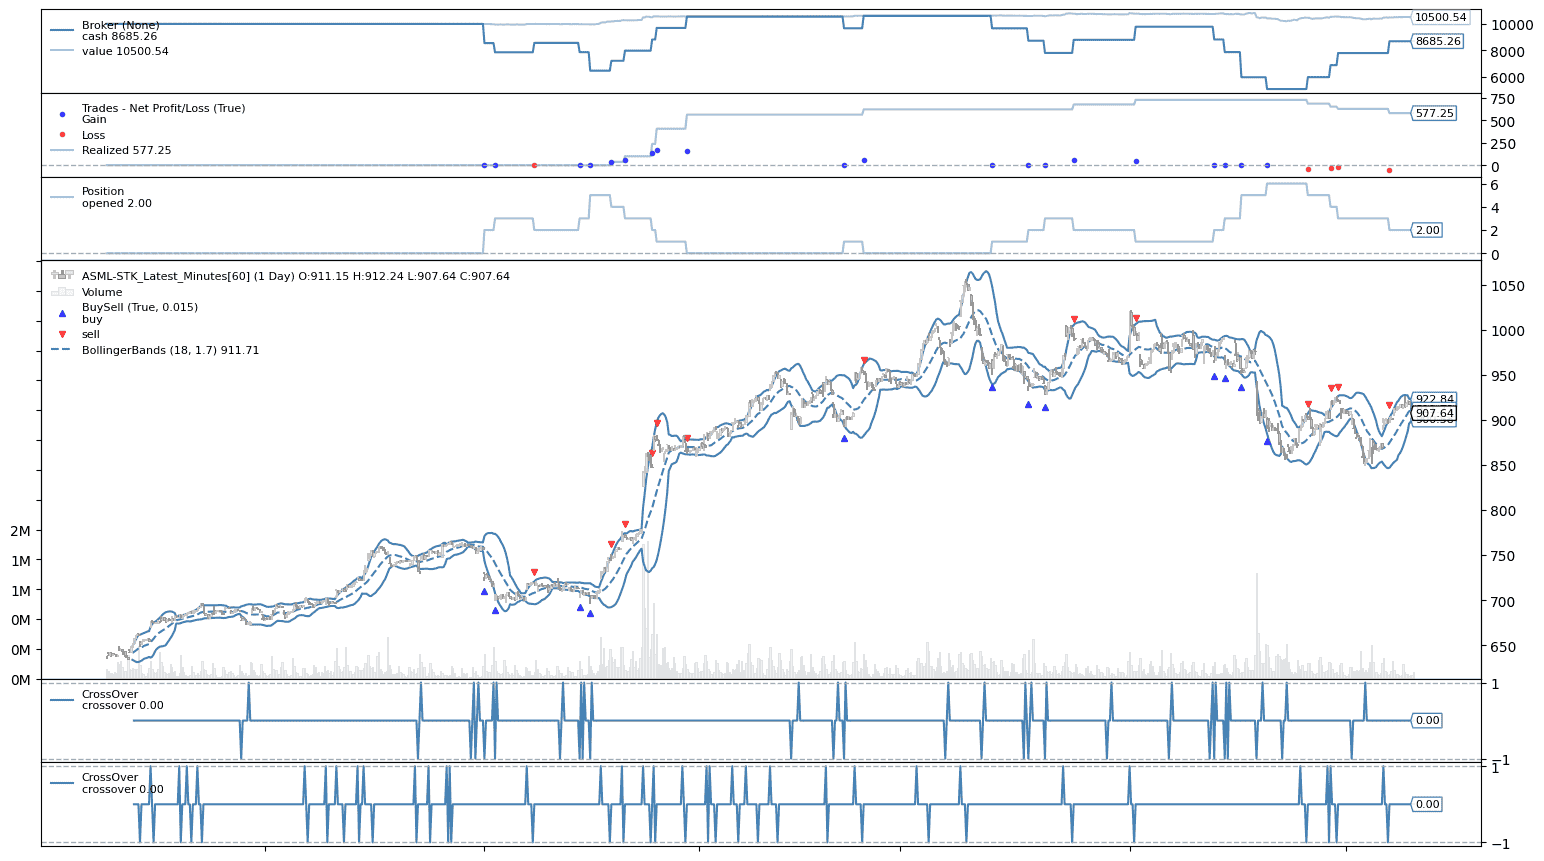 Broker (None)
cash 8685.26
value 10500.54
10500.54
10000
8685.26
8000
6000
Trades - Net Profit/Loss (True)
Gain
Loss
Realized 577.25
750
577.25
500
250
0
Position
opened 2.00
6
4
2.00
2
0
ASML-STK_Latest_Minutes[60] (1 Day) O:911.15 H:912.24 L:907.64 C:907.64
Volume
BuySell (True, 0.015)
buy
sell
BollingerBands (18, 1.7) 911.71
1050
1000
950
922.84
907.64
900
850
800
750
700
650
2M
1M
1M
0M
0M
0M
CrossOver
crossover 0.00
1
0.00
−1
CrossOver
crossover 0.00
1
0.00
−1